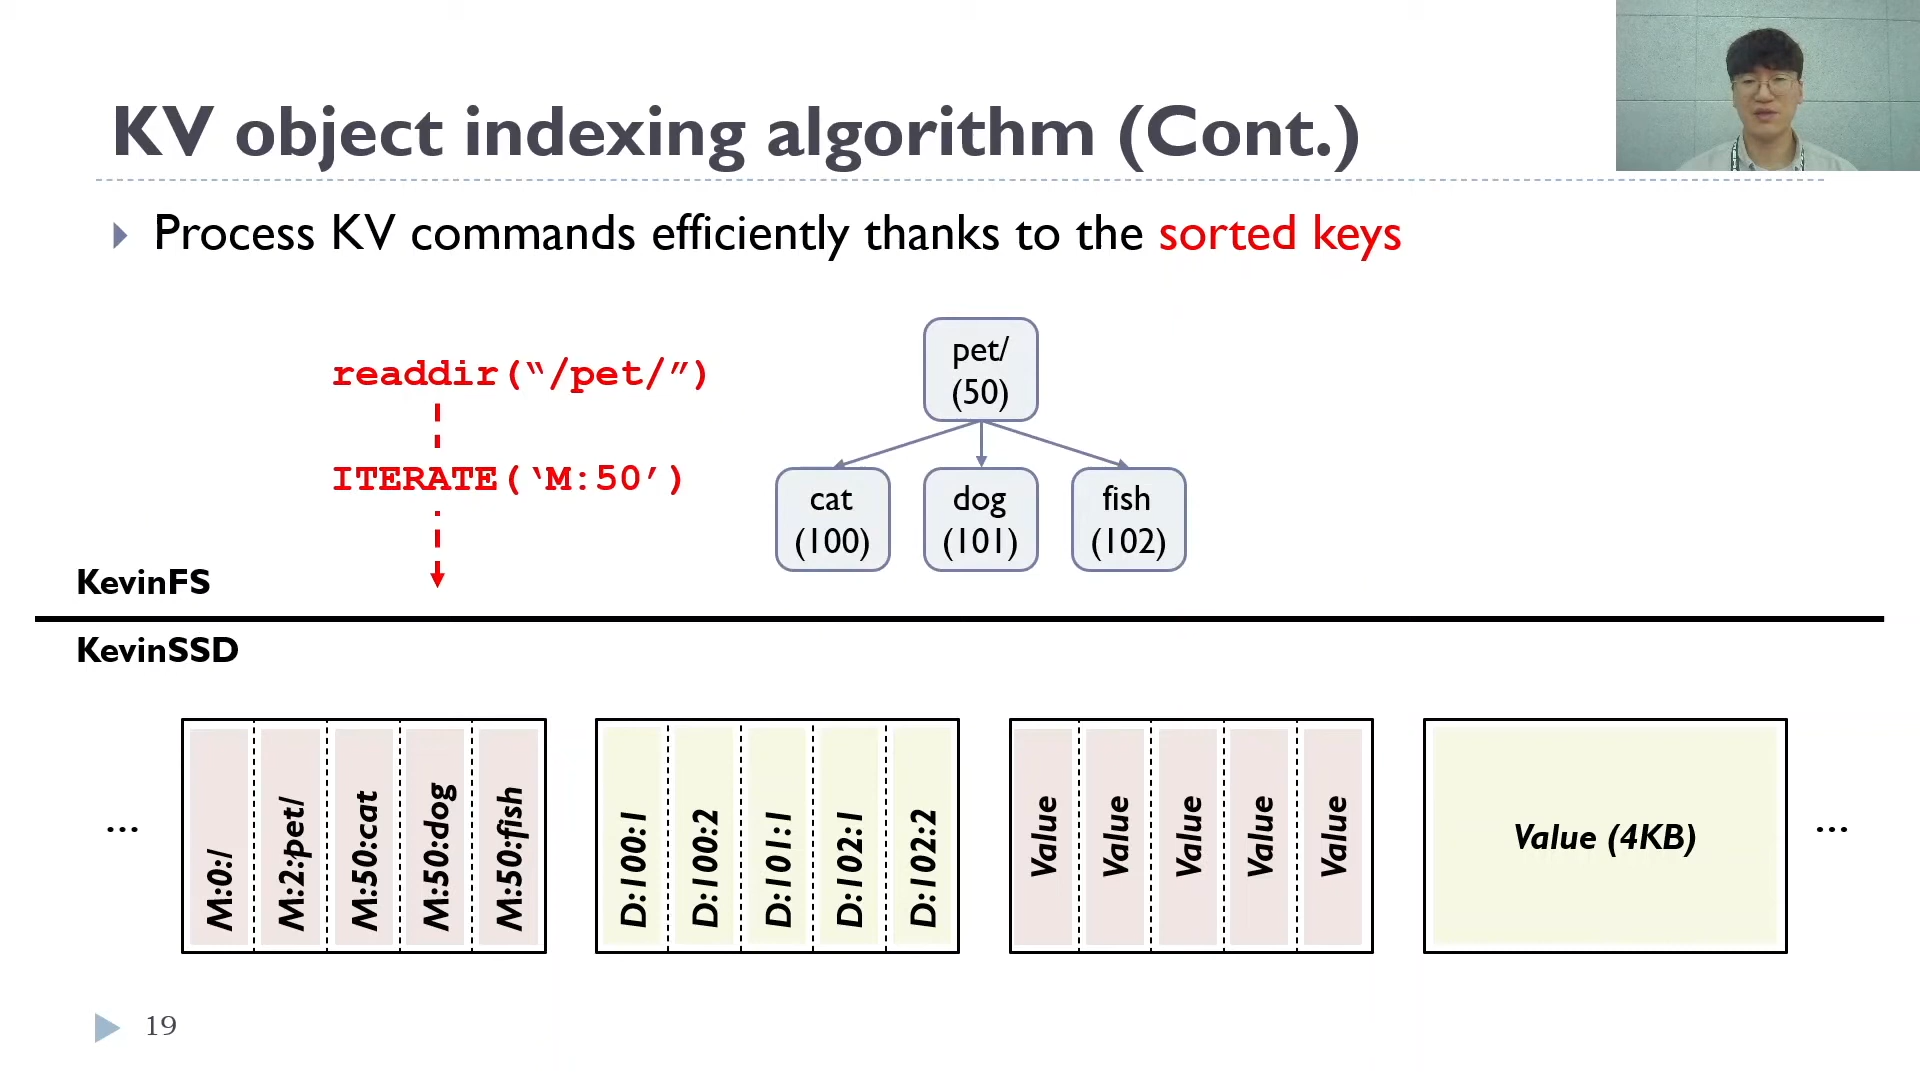 KV object indexing algorithm (Cont.)
Process KV commands efficiently thanks to the sorted keys
readdir(“/pet/”)
ITERATE(‘M:50’)
pet/
(50)
cat
(100)
dog
(101)
fish
(102)
KevinFS
KevinSSD
...
M:0:/
M:2:pet/
M:50:cat
M:50:dog
M:50:fish
D:100:1
D:100:2
D:101:1
D:102:1
D:102:2
Value
Value
Value
Value
Value
Value (4KB)
...
19